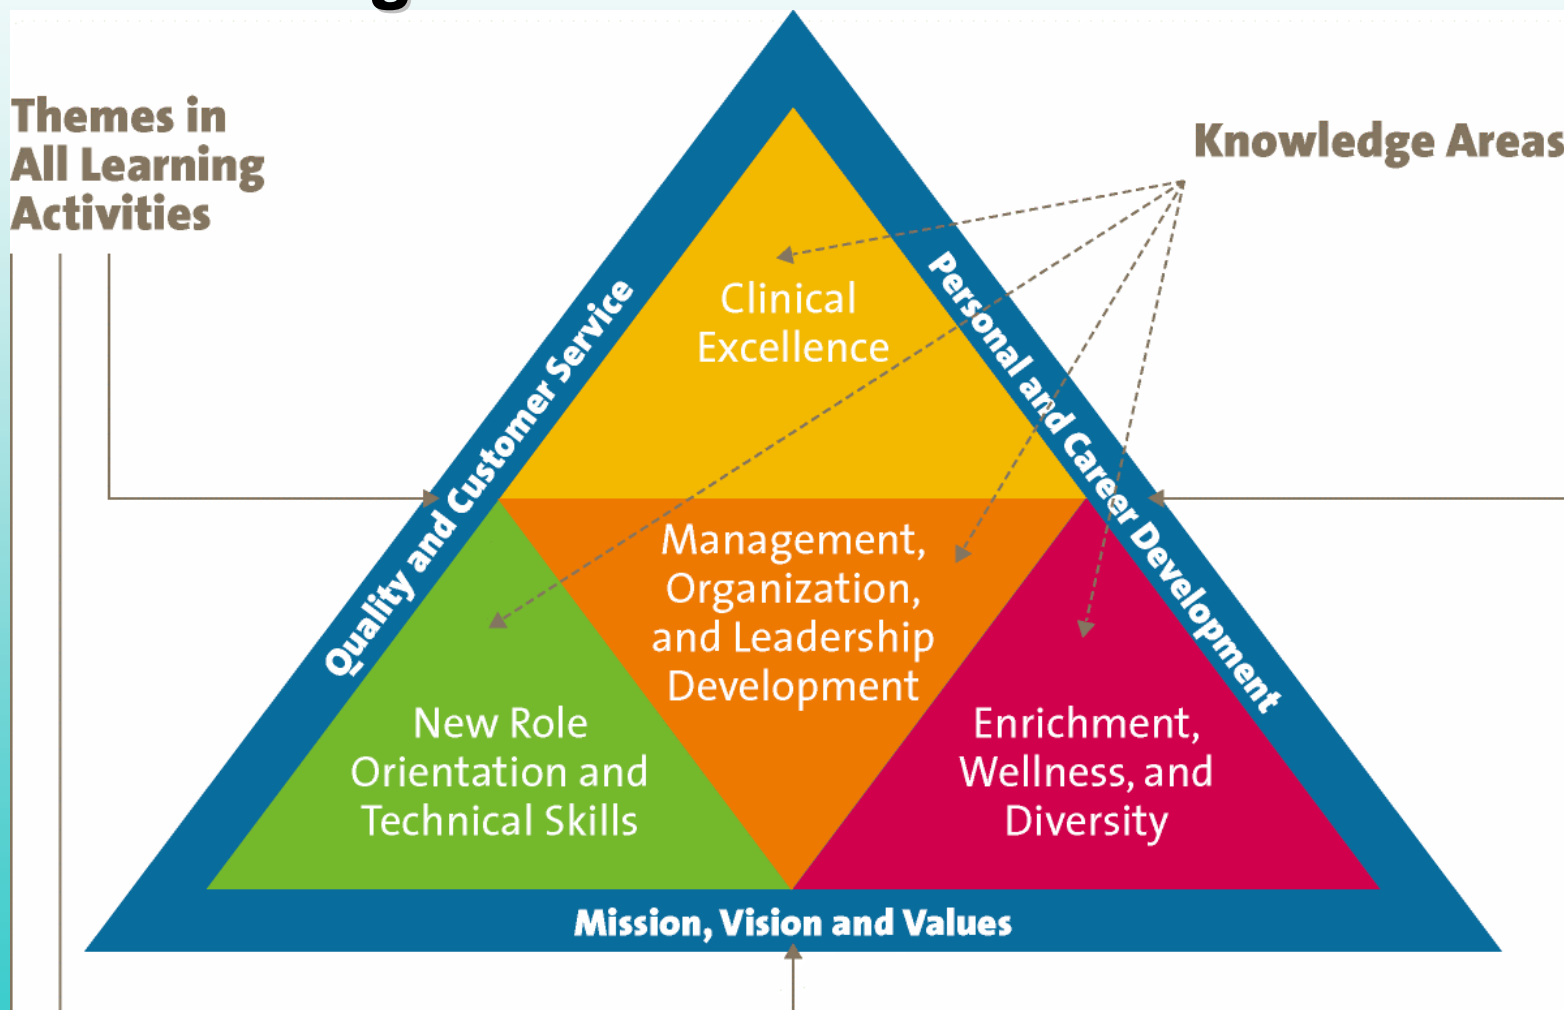 g
Themes in
All Learning
Activities
Knowledge Areas
Quality and Customer Service
Personal and Career Development
Clinical
Excellence
Management,
Organization,
and Leadership
Development
New Role
Orientation and
Technical Skills
Enrichment,
Wellness, and
Diversity
Mission, Vision and Values